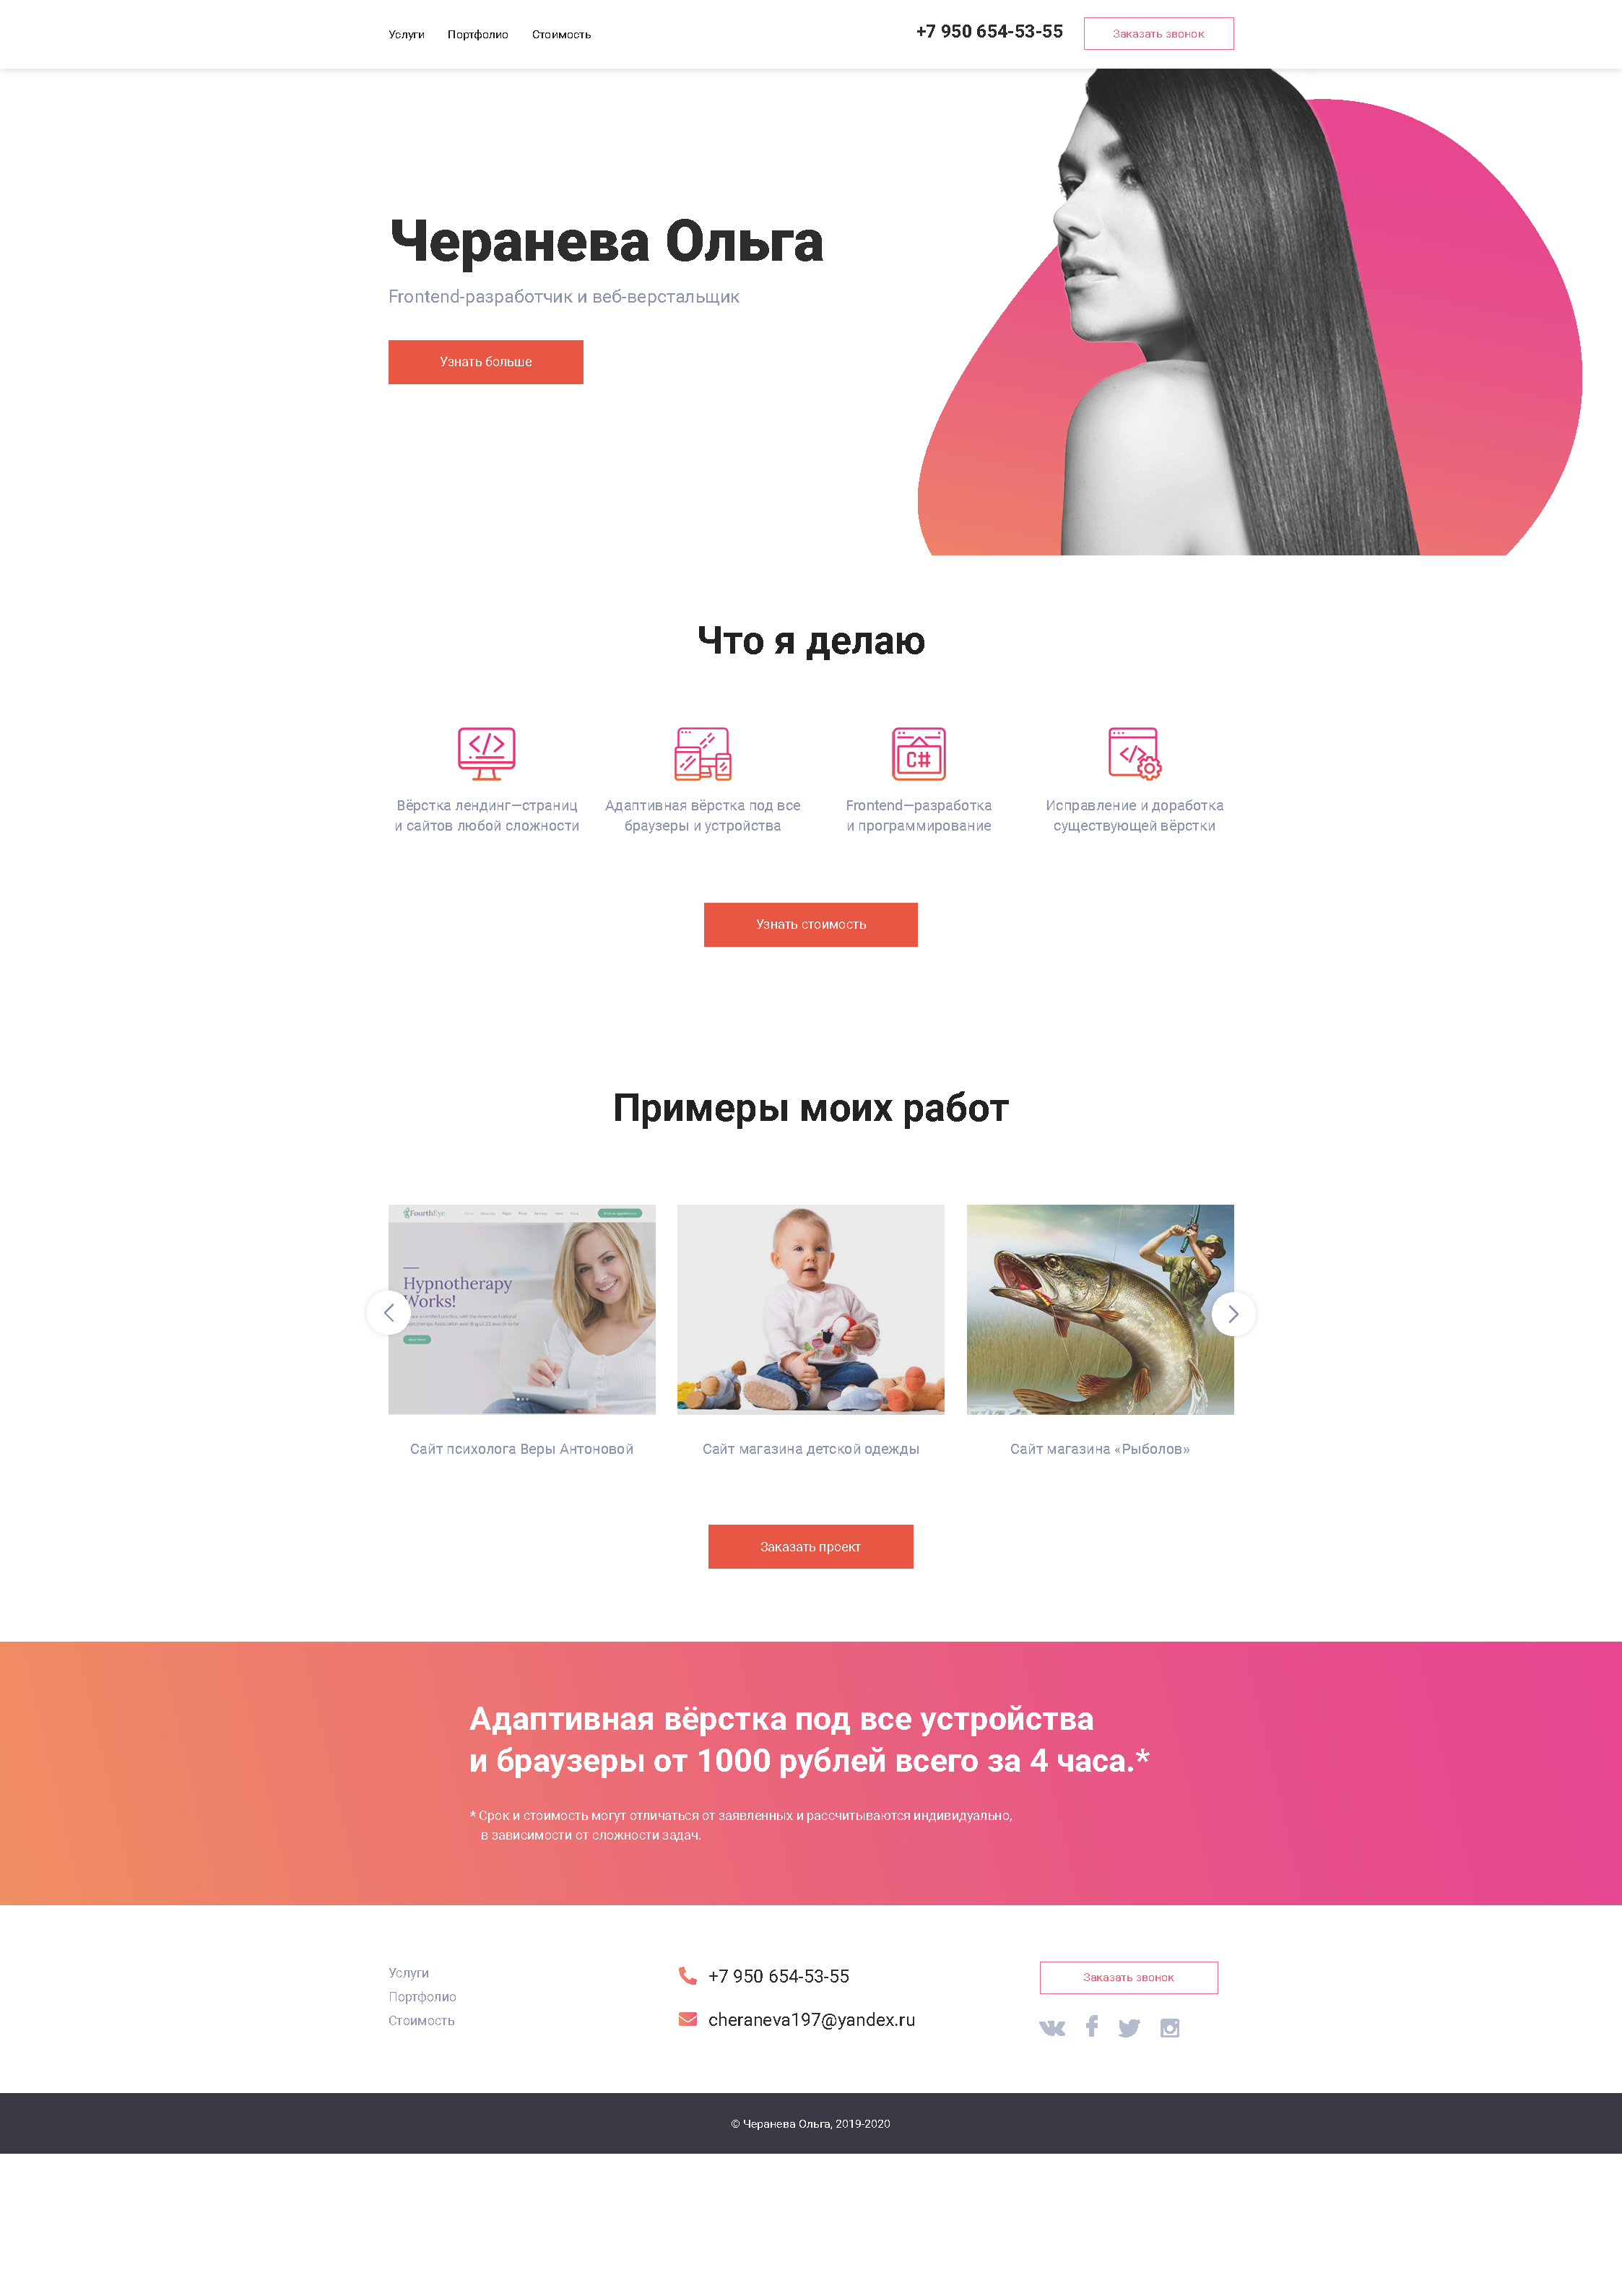 Услуги
Портфолио
Стоимость
+7 950 654-53-55
Заказать звонок
Черанева Ольга
Frontend-разработчик и веб-верстальщик
Узнать больше
Что я делаю
C#
Вёрстка лендинг—страниц
и сайтов любой сложности
Адаптивная вёрстка под все
браузеры и устройства
Frontend—разработка
и программирование
Исправление и доработка
существующей вёрстки
Узнать стоимость
Примеры моих работ
FourthEye
Hypnotherapy
Works!
Сайт психолога Веры Антоновой
Сайт магазина детской одежды
Сайт магазина «Рыболов»
Заказать проект
Адаптивная вёрстка под все устройства
и браузеры от 1000 рублей всего за 4 часа.*
* Срок и стоимость могут отличаться от заявленных и рассчитываются индивидуально,
в зависимости от сложности задач.
Услуги
Портфолио
Стоимость
+7 950 654-53-55
cheraneva197@yandex.ru
Заказать звонок
© Черанева Ольга, 2019-2020